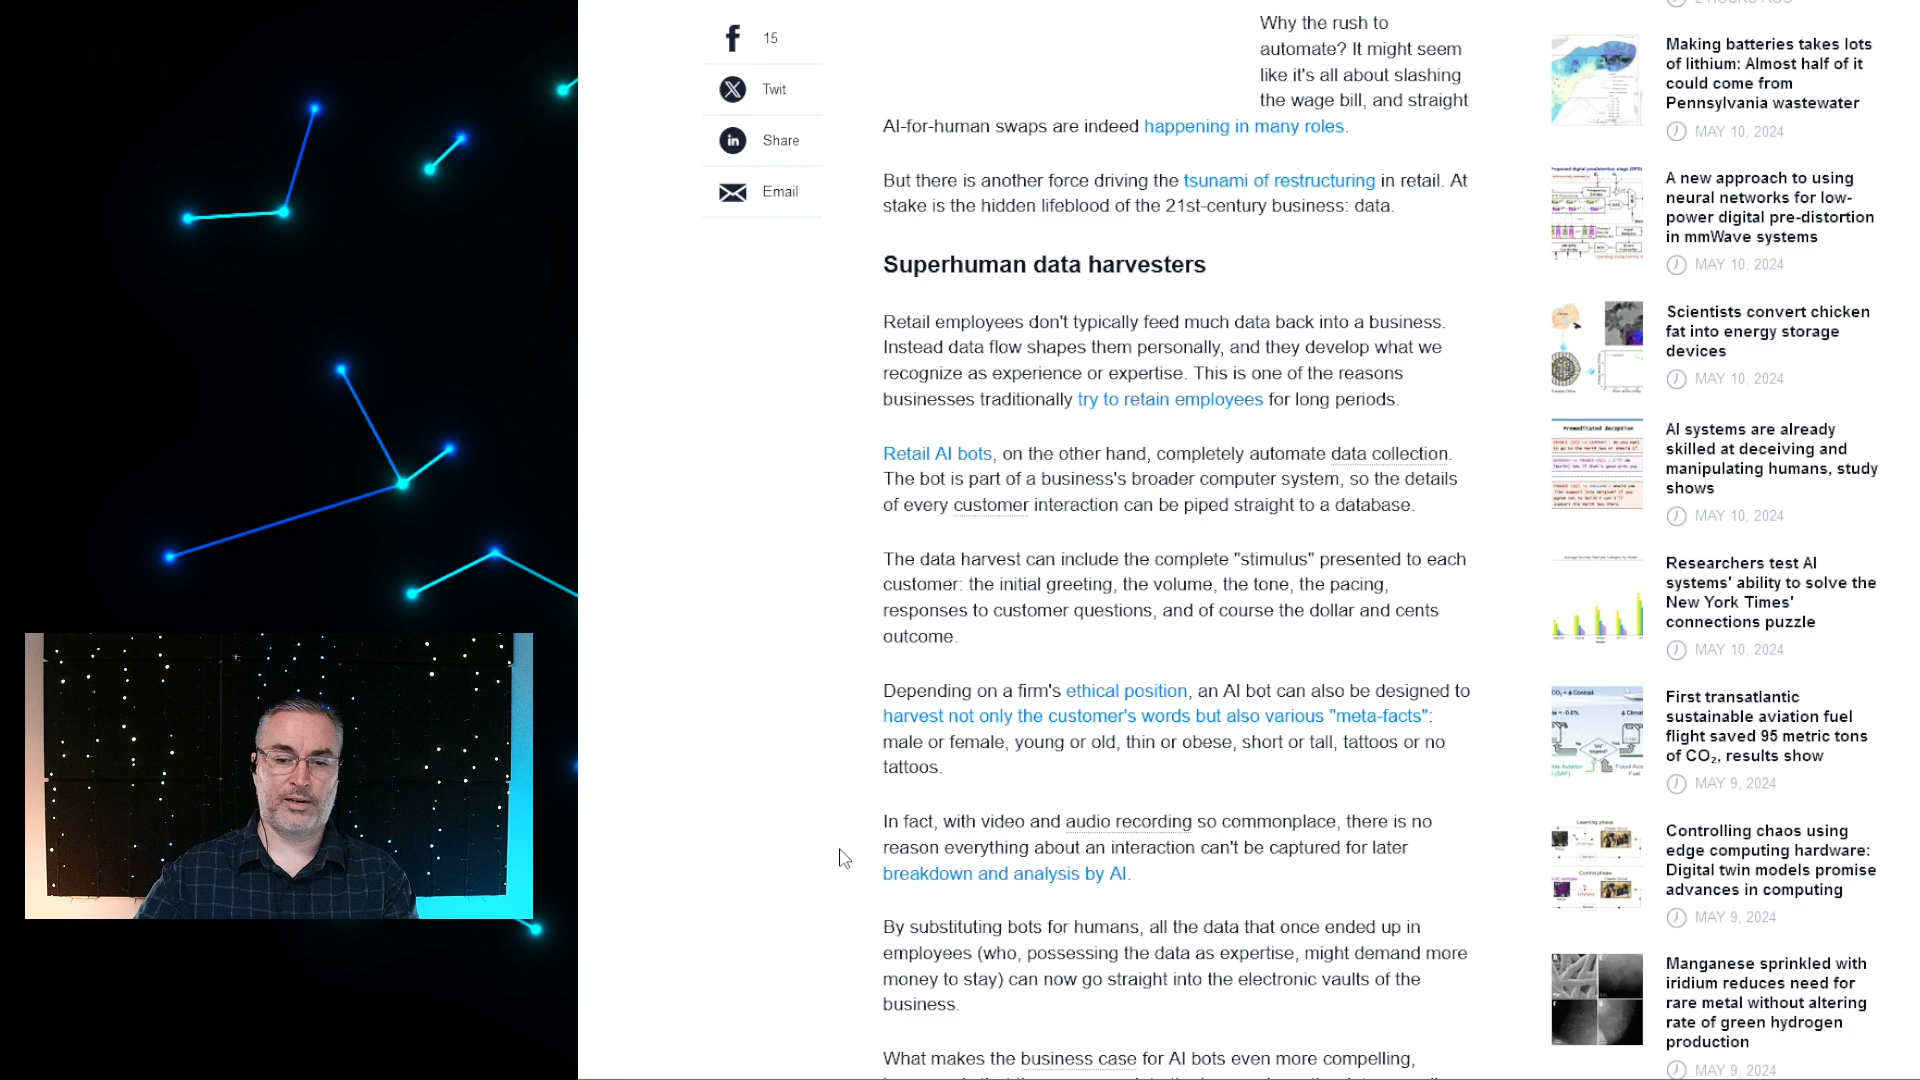 15
Twit
Share
Email
Why the rush to
automate? It might seem
like it's all about slashing
the wage bill, and straight
AI-for-human swaps are indeed happening in many roles.
But there is another force driving the tsunami of restructuring in retail. At
stake is the hidden lifeblood of the 21st-century business: data.
Superhuman data harvesters
Retail employees don't typically feed much data back into a business.
Instead data flow shapes them personally, and they develop what we
recognize as experience or expertise. This is one of the reasons
businesses traditionally try to retain employees for long periods.
Retail AI bots, on the other hand, completely automate data collection.
The bot is part of a business's broader computer system, so the details
of every customer interaction can be piped straight to a database.
The data harvest can include the complete "stimulus" presented to each
customer: the initial greeting, the volume, the tone, the pacing,
responses to customer questions, and of course the dollar and cents
outcome.
Depending on a firm's ethical position, an AI bot can also be designed to
harvest not only the customer's words but also various "meta-facts":
male or female, young or old, thin or obese, short or tall, tattoos or no
tattoos.
In fact, with video and audio recording so commonplace, there is no
reason everything about an interaction can't be captured for later
breakdown and analysis by AI.
By substituting bots for humans, all the data that once ended up in
employees (who, possessing the data as expertise, might demand more
money to stay) can now go straight into the electronic vaults of the
business.
What makes the business case for AI bots even more compelling,
2 HOURS AGO
Making batteries takes lots
of lithium: Almost half of it
could come from
Pennsylvania wastewater
MAY 10, 2024
A new approach to using
neural networks for low-
power digital pre-distortion
in mmWave systems
MAY 10, 2024
Scientists convert chicken
fat into energy storage
devices
MAY 10, 2024
Premeditated deception
AI systems are already
skilled at deceiving and
manipulating humans, study
shows
MAY 10, 2024
Researchers test AI
systems' ability to solve the
New York Times'
connections puzzle
MAY 10, 2024
First transatlantic
sustainable aviation fuel
flight saved 95 metric tons
of CO₂, results show
MAY 9, 2024
Controlling chaos using
edge computing hardware:
Digital twin models promise
advances in computing
MAY 9, 2024
Manganese sprinkled with
iridium reduces need for
rare metal without altering
rate of green hydrogen
production
MAY 9, 2024